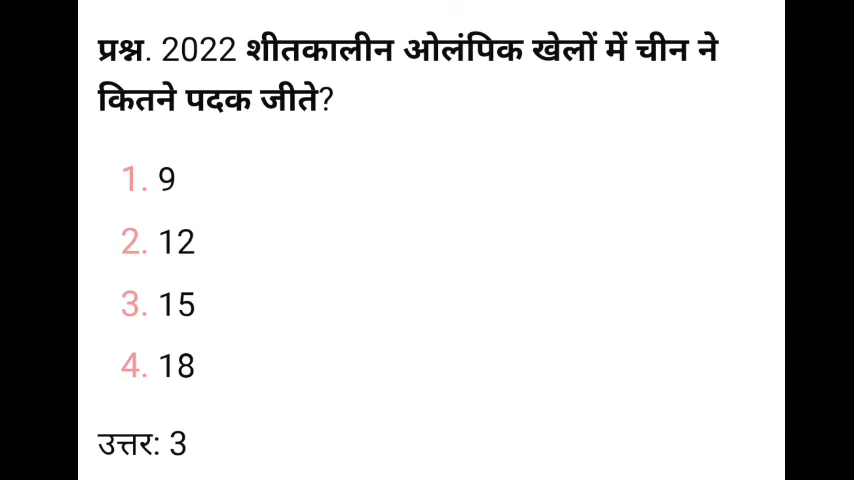 प्रश्न. 2022 शीतकालीन ओलंपिक खेलों में चीन ने
कितने पदक जीते?
1. 9
2. 12
3. 15
4. 18
उत्तर: 3